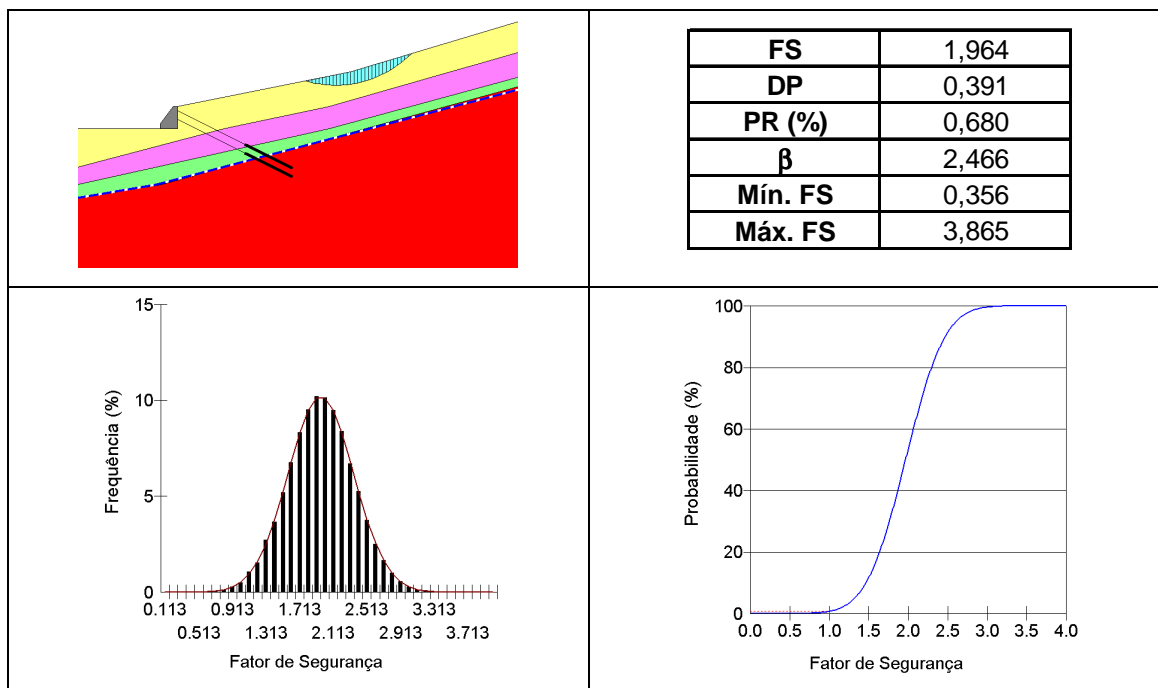 FS 1,964
DP 0,391
PR (%) 0,680
β 2,466
Mín. FS 0,356
Máx. FS 3,865
15
10
5
0
Frequência (%)
0.113 0.913 1.713 2.513 3.313
0.513 1.313 2.113 2.913 3.713
Fator de Segurança
100
80
60
40
20
0
Probabilidade (%)
0.0 0.5 1.0 1.5 2.0 2.5 3.0 3.5 4.0
Fator de Segurança